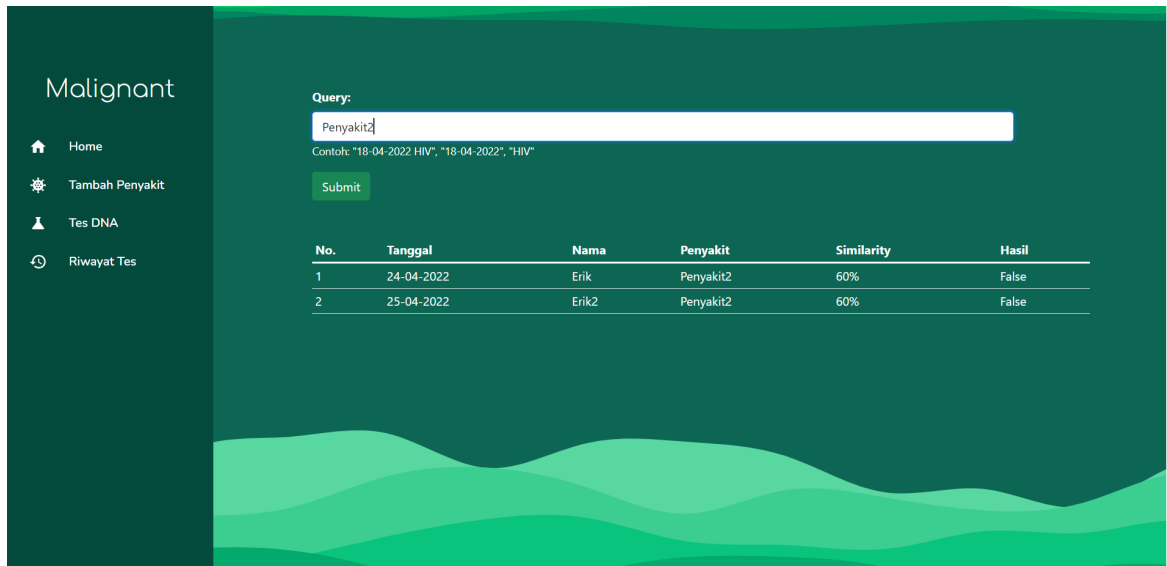 Malignant
Home
Tambah Penyakit
Tes DNA
Riwayat Tes
Query:
Penyakit2
Contoh: "18-04-2022 HIV", "18-04-2022", "HIV"
Submit
No. Tanggal Nama Penyakit Similarity Hasil
1 24-04-2022 Erik Penyakit2 60% False
2 25-04-2022 Erik2 Penyakit2 60% False